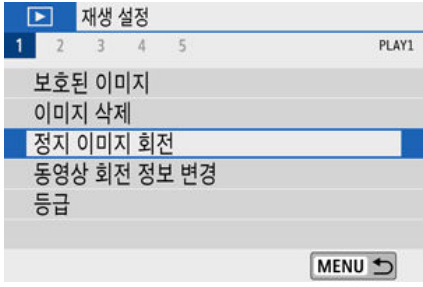 재생 설정
1 2 3 4 5 PLAY1
보호된 이미지
이미지 삭제
정지 이미지 회전
동영상 회전 정보 변경
등급
MENU